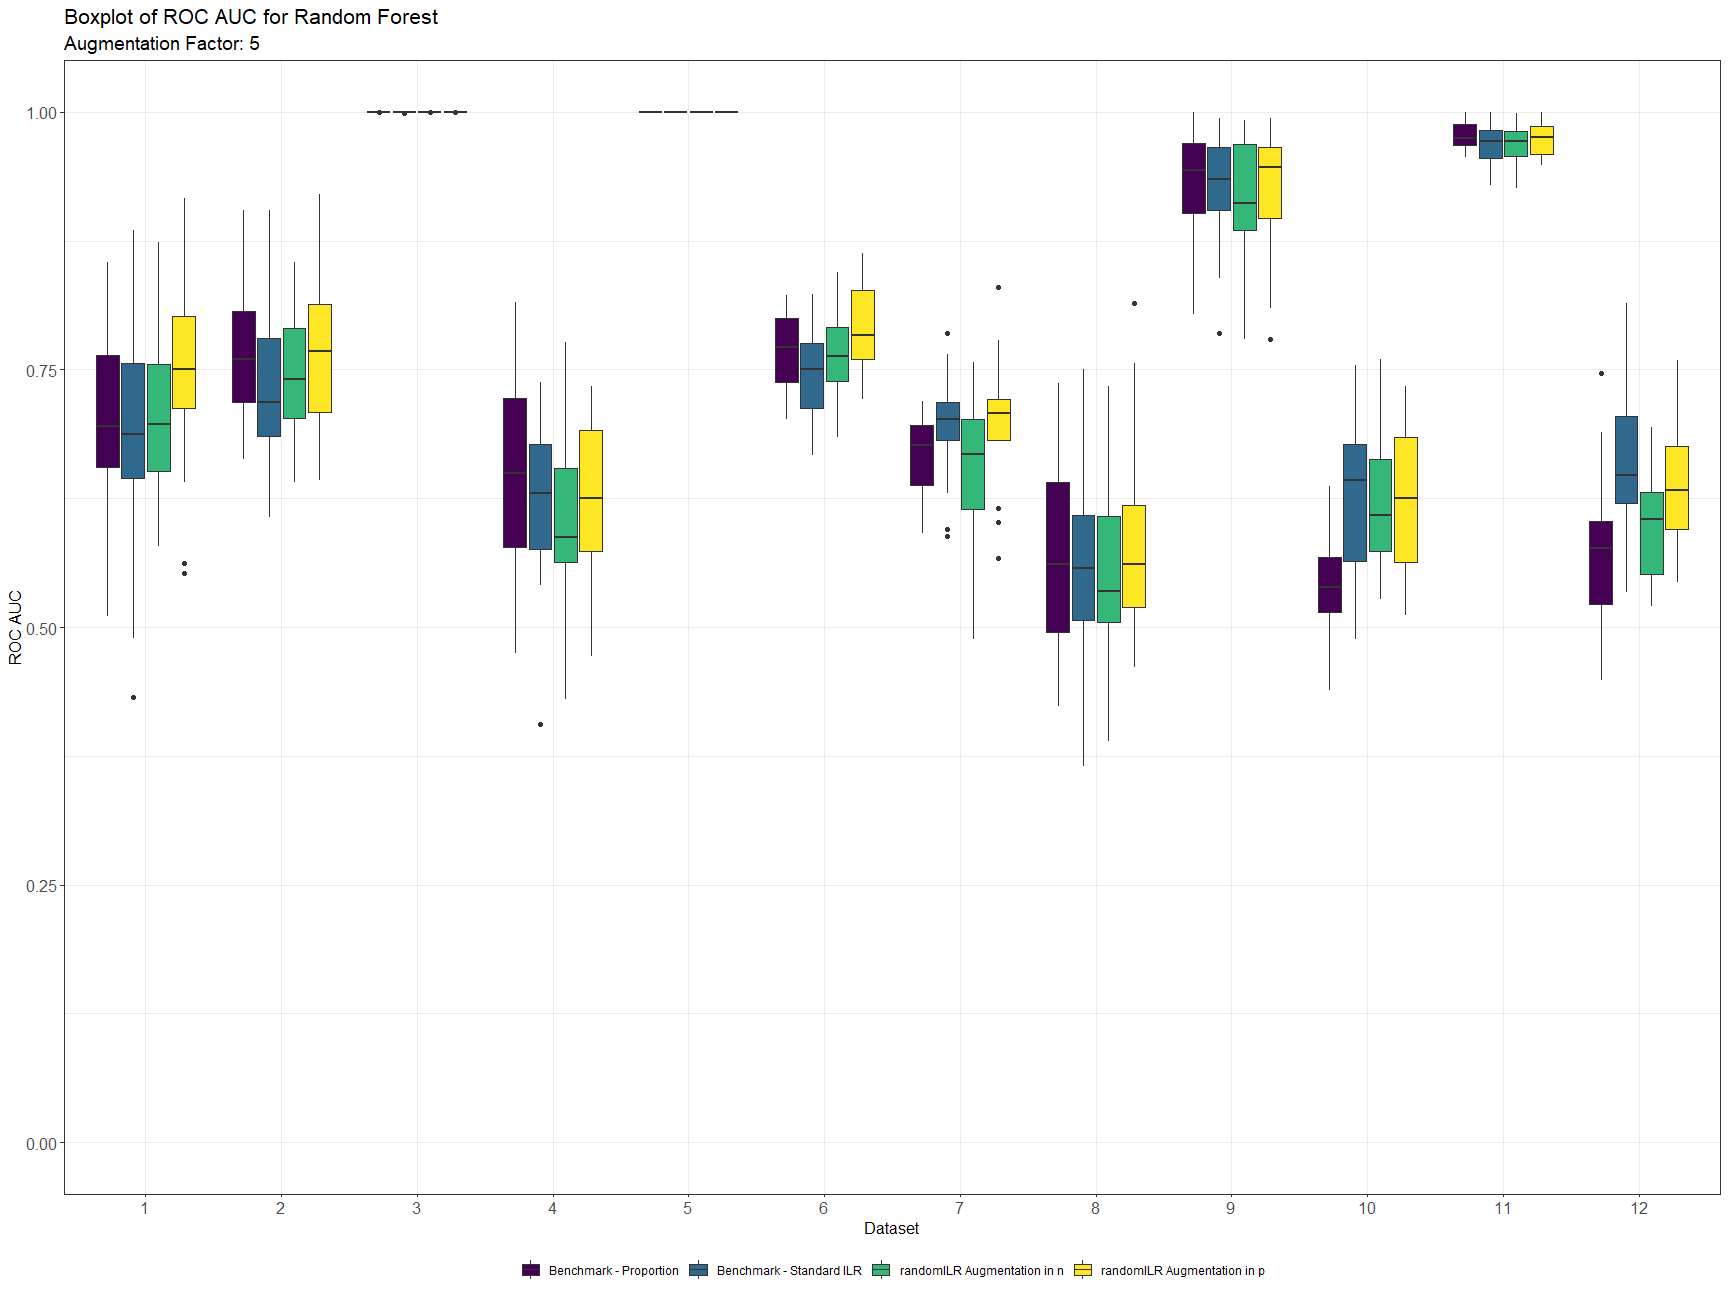 Boxplot of ROC AUC for Random Forest
Augmentation Factor: 5
ROC AUC
1.00
0.75
0.50
0.25
0.00
1 2 3 4 5 6 7 8 9 10 11 12
Dataset
Benchmark - Proportion Benchmark - Standard ILR randomILR Augmentation in n randomILR Augmentation in p